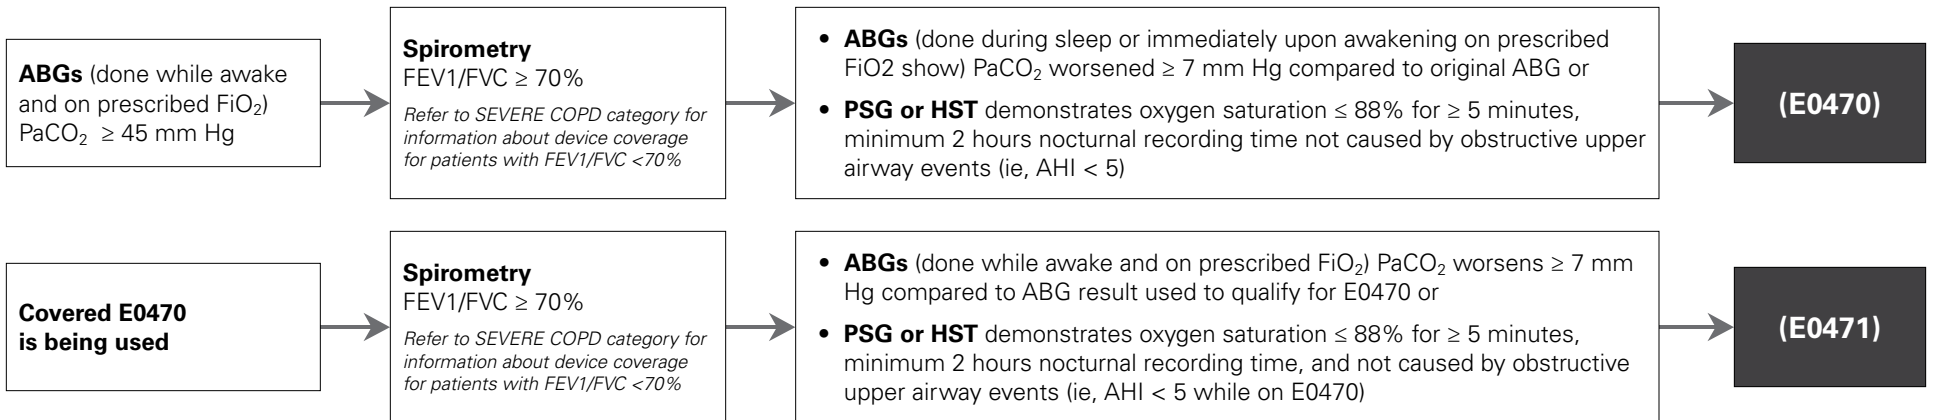 ABGs (done while awake
and on prescribed FiO₂)
PaCO₂ ≥ 45 mm Hg
Spirometry
FEV1/FVC ≥ 70%
Refer to SEVERE COPD category for
information about device coverage
for patients with FEV1/FVC <70%
• ABGs (done during sleep or immediately upon awakening on prescribed
FiO2 show) PaCO₂ worsened ≥ 7 mm Hg compared to original ABG or
• PSG or HST demonstrates oxygen saturation ≤ 88% for ≥ 5 minutes,
minimum 2 hours nocturnal recording time not caused by obstructive upper
airway events (ie, AHI < 5)
(E0470)
Covered E0470
is being used
Spirometry
FEV1/FVC ≥ 70%
Refer to SEVERE COPD category for
information about device coverage
for patients with FEV1/FVC <70%
• ABGs (done while awake and on prescribed FiO₂) PaCO₂ worsens ≥ 7 mm
Hg compared to ABG result used to qualify for E0470 or
• PSG or HST demonstrates oxygen saturation ≤ 88% for ≥ 5 minutes,
minimum 2 hours nocturnal recording time, and not caused by obstructive
upper airway events (ie, AHI < 5 while on E0470)
(E0471)